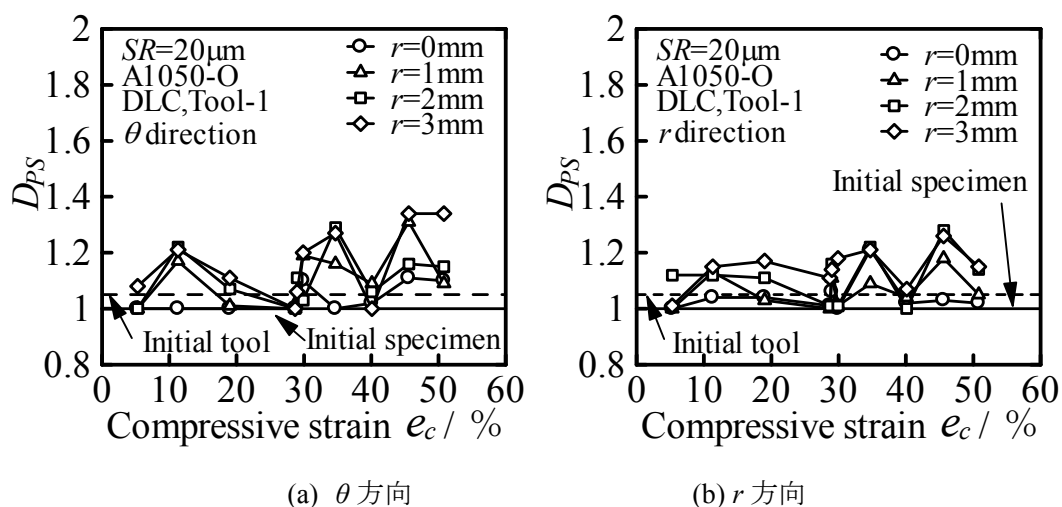 2
1.8
1.6
1.4
1.2
1
0.8
D_PS
SR=20μm
A1050-O
DLC,Tool-1
θ direction
r=0mm
r=1mm
r=2mm
r=3mm
Initial tool
Initial specimen
0 10 20 30 40 50 60
Compressive strain e_c / %
(a) θ 方向
2
1.8
1.6
1.4
1.2
1
0.8
D_PS
SR=20μm
A1050-O
DLC,Tool-1
r direction
r=0mm
r=1mm
r=2mm
r=3mm
Initial specimen
Initial tool
0 10 20 30 40 50 60
Compressive strain e_c / %
(b) r 方向